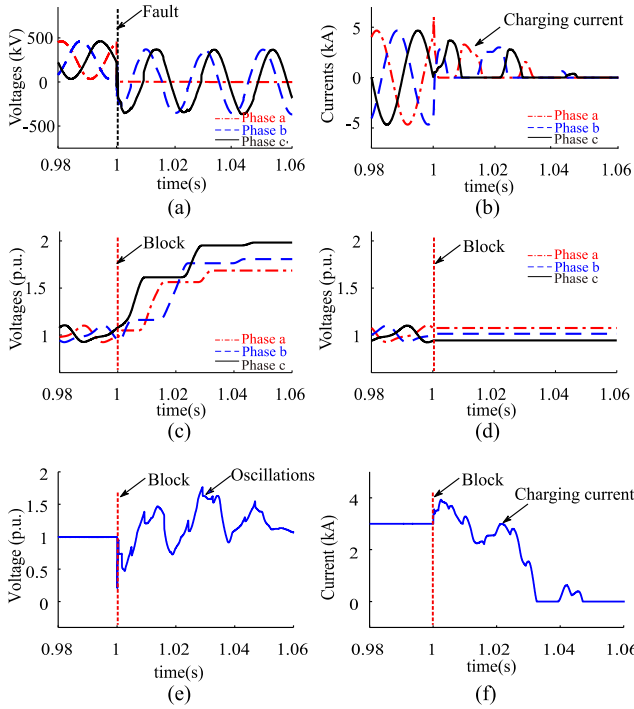 Fault
Voltages (kV)
500
0
-500
Phase a
Phase b
Phase c
0.98 1 1.02 1.04 1.06
time(s)
(a)
Charging current
Currents (kA)
5
0
-5
Phase a
Phase b
Phase c
0.98 1 1.02 1.04 1.06
time(s)
(b)
Block
Voltages (p.u.)
2
1.5
1
Phase a
Phase b
Phase c
0.98 1 1.02 1.04 1.06
time(s)
(c)
Block
Voltages (p.u.)
2
1.5
1
Phase a
Phase b
Phase c
0.98 1 1.02 1.04 1.06
time(s)
(d)
Block
Oscillations
Voltage (p.u.)
2
1.5
1
0.5
0
0.98 1 1.02 1.04 1.06
time(s)
(e)
Block
Charging current
Current (kA)
4
2
0
0.98 1 1.02 1.04 1.06
time(s)
(f)